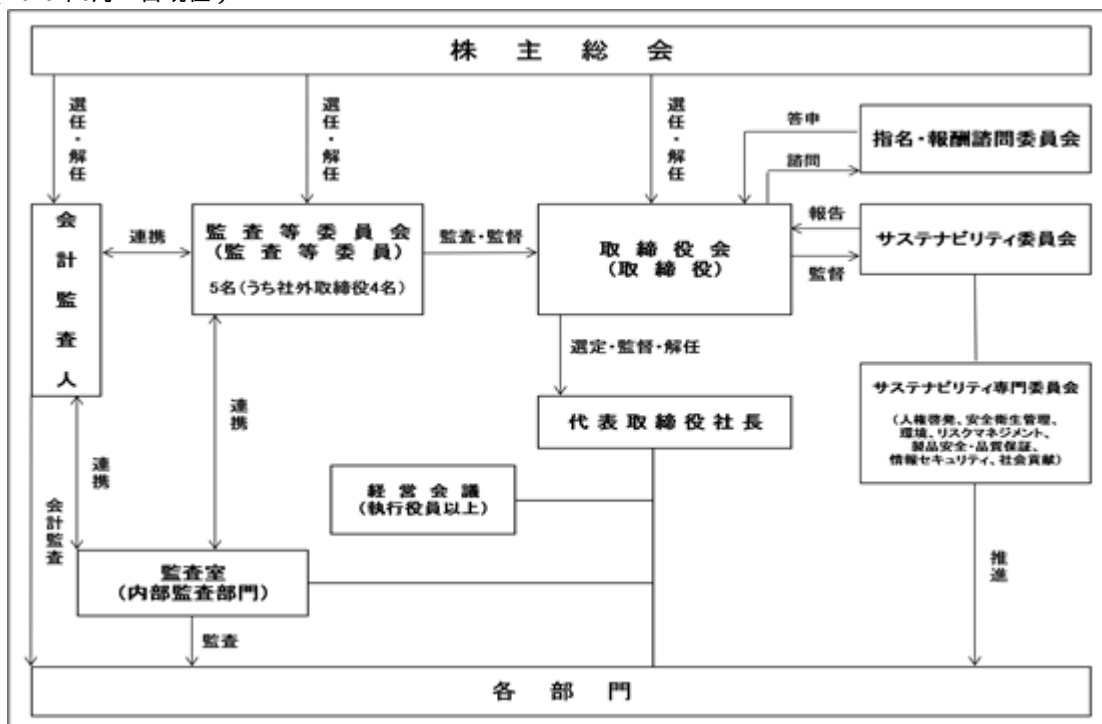 株主総会
選任・解任
選任・解任
選任・解任
答申
諮問
指名・報酬諮問委員会
会計監査人
連携
監査等委員会
(監査等委員)
5名(うち社外取締役4名)
監査・監督
取締役会
(取締役)
報告
監督
サステナビリティ委員会
選定・監督・解任
代表取締役社長
サステナビリティ専門委員会
(人権啓発、安全衛生管理、
環境、リスクマネジメント、
製品安全・品質保証、
情報セキュリティ、社会貢献)
連携
連携
経営会議
(執行役員以上)
会計監査
監査室
(内部監査部門)
監査
推進
各部門